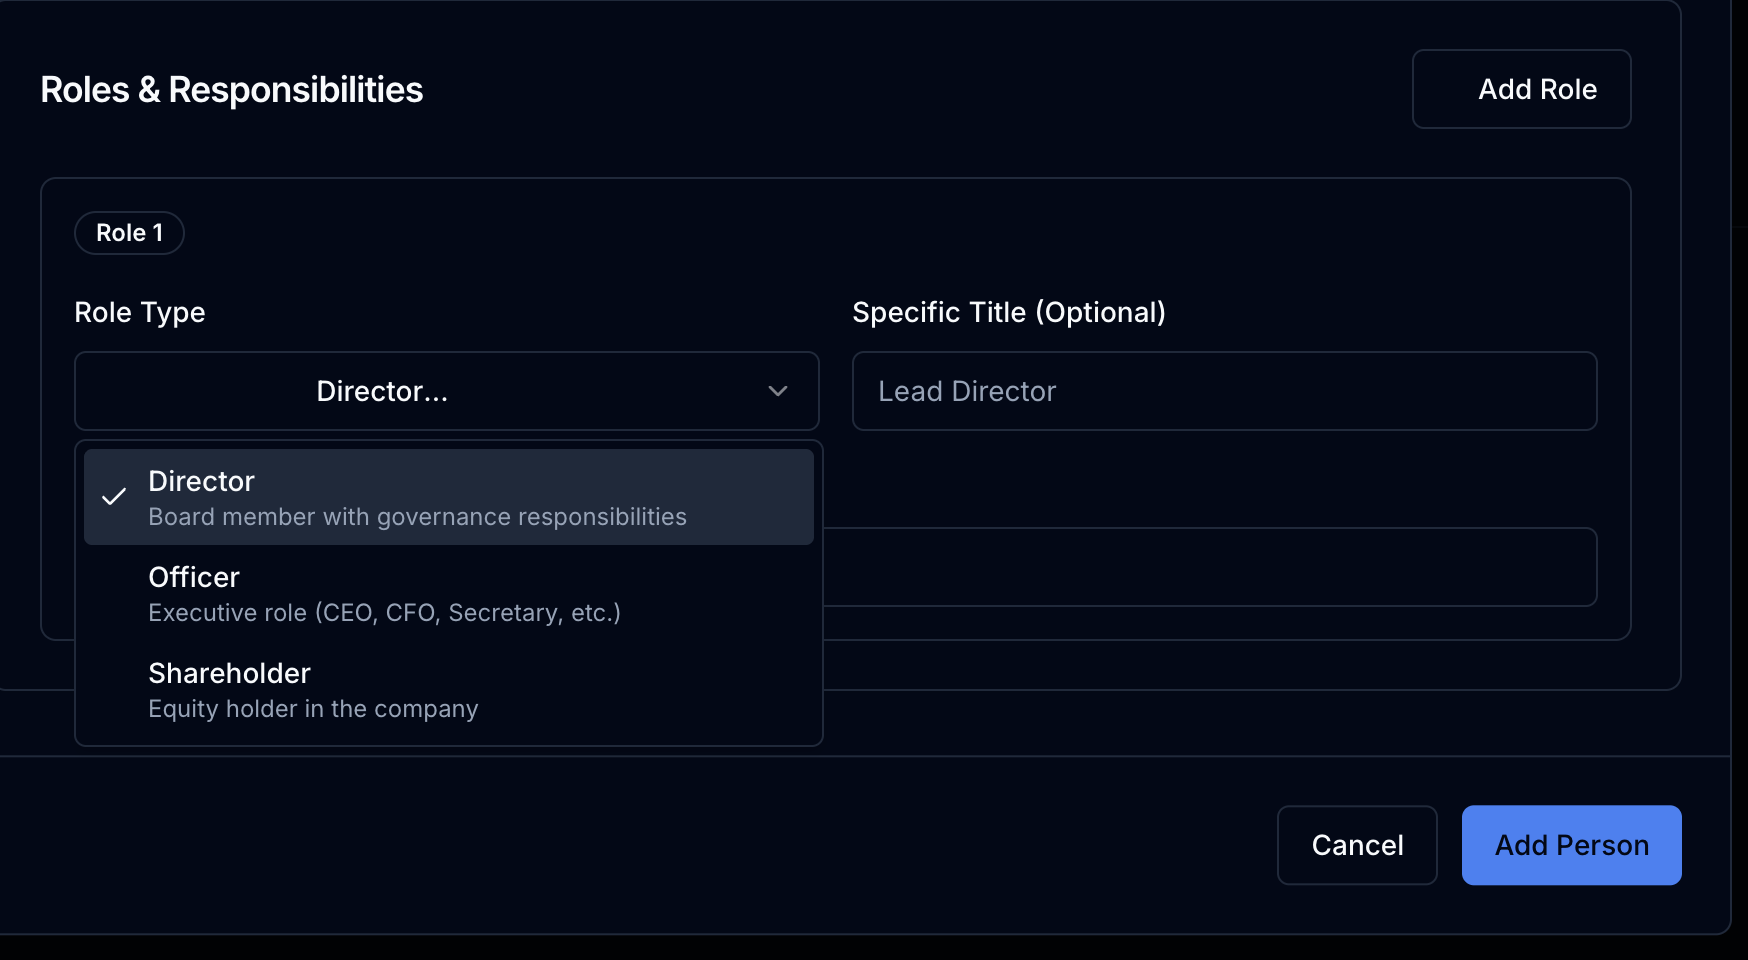 Roles & Responsibilities
Add Role
Role 1
Role Type
Specific Title (Optional)
Director...
Lead Director
Director
Board member with governance responsibilities
Officer
Executive role (CEO, CFO, Secretary, etc.)
Shareholder
Equity holder in the company
Cancel
Add Person